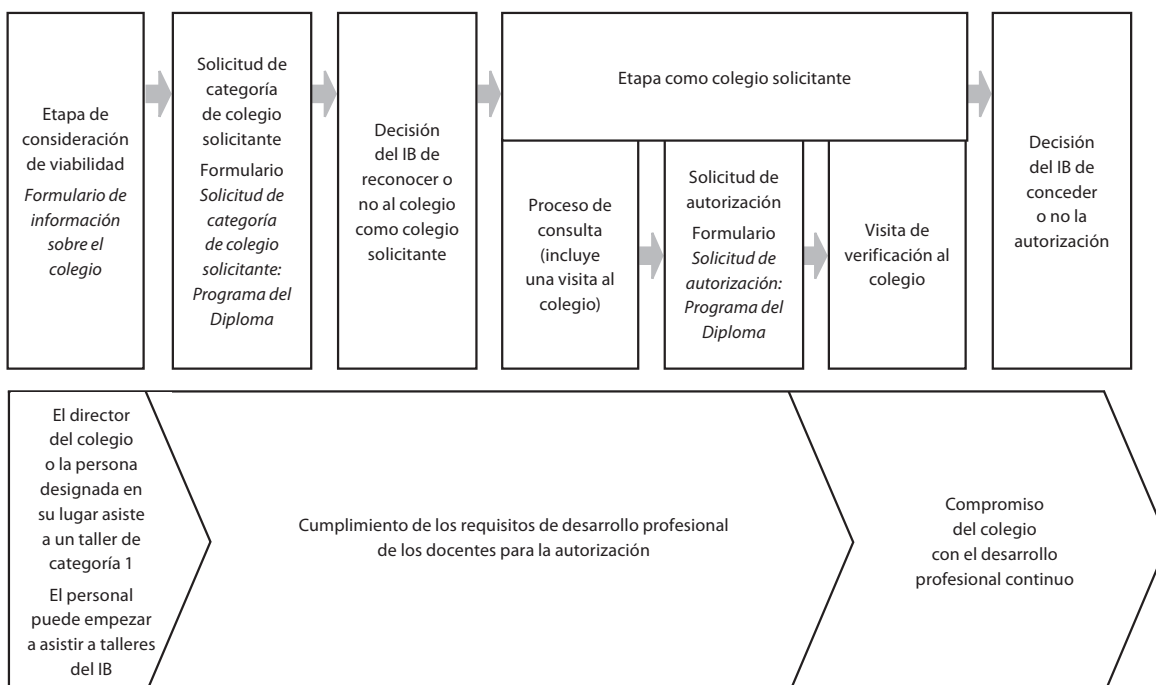 Etapa de
consideración
de viabilidad
Formulario de
información
sobre el
colegio
Solicitud de
categoría
de colegio
solicitante
Formulario
Solicitud de
categoría
de colegio
solicitante:
Programa del
Diploma
Decisión
del IB de
reconocer o
no al colegio
como colegio
solicitante
Etapa como colegio solicitante
Proceso de
consulta
(incluye
una visita al
colegio)
Solicitud de
autorización
Formulario
Solicitud de
autorización:
Programa del
Diploma
Visita de
verificación al
colegio
Decisión
del IB de
conceder
o no la
autorización
El director
del colegio
o la persona
designada en
su lugar asiste
a un taller de
categoría 1
El personal
puede empezar
a asistir a talleres
del IB
Cumplimiento de los requisitos de desarrollo profesional
de los docentes para la autorización
Compromiso
del colegio
con el desarrollo
profesional continuo